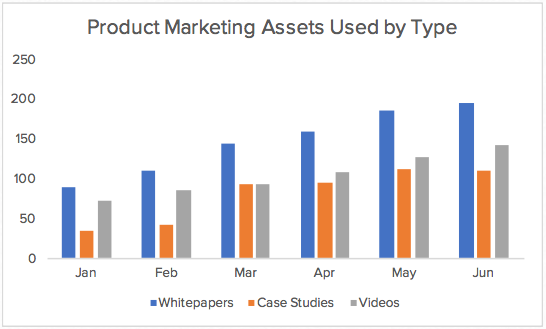 Product Marketing Assets Used by Type
250
200
150
100
50
0
Jan Feb Mar Apr May Jun
Whitepapers Case Studies Videos